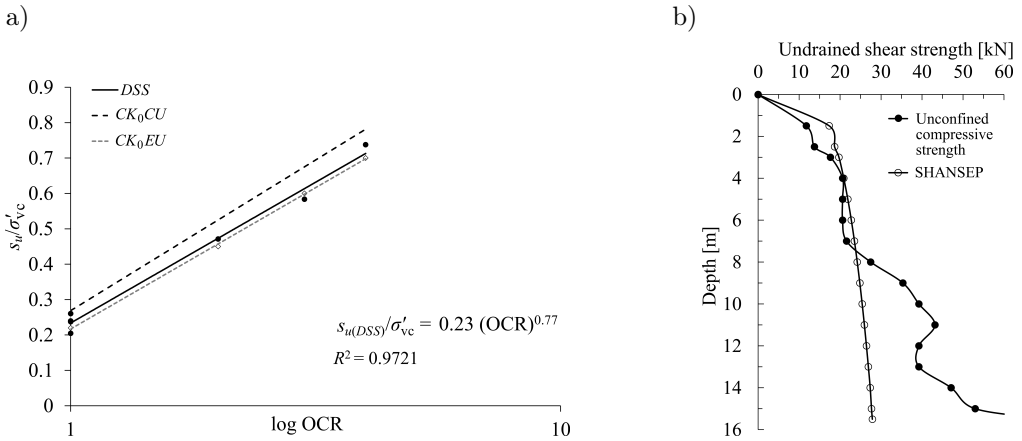 a)
0.9
0.8
0.7
0.6
0.5
0.4
0.3
0.2
0.1
0
s_u/σ′_vc
DSS
CK₀CU
CK₀EU
s_u(DSS)/σ′_vc = 0.23 (OCR)^0.77
R² = 0.9721
1
log OCR
10
b)
Undrained shear strength [kN]
0 10 20 30 40 50 60
0
2
4
6
8
10
12
14
16
Depth [m]
Unconfined
compressive
strength
SHANSEP